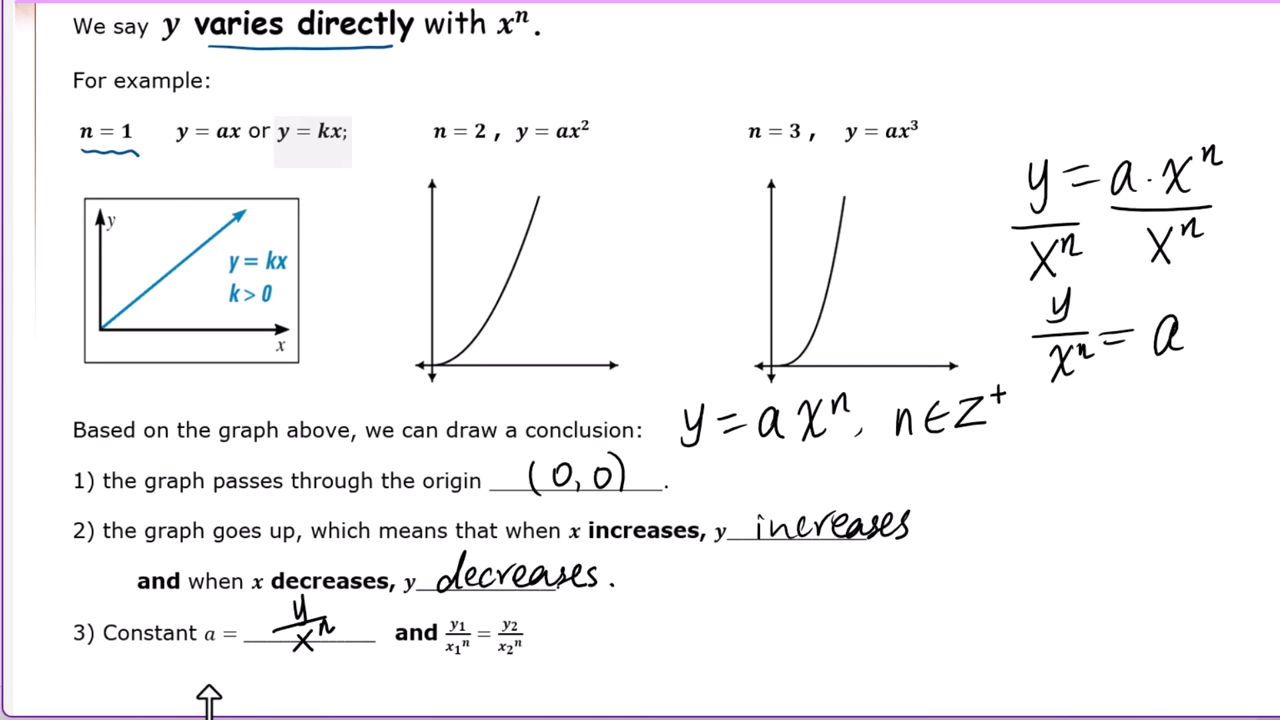 We say y varies directly with xⁿ.
For example:
n = 1 y = ax or y = kx; n = 2 , y = ax² n = 3 , y = ax³
y
y = kx
k > 0
x
y = a · xⁿ
xⁿ xⁿ
y
xⁿ = a
y = a xⁿ, n ∈ Z⁺
Based on the graph above, we can draw a conclusion:
1) the graph passes through the origin (0, 0).
2) the graph goes up, which means that when x increases, y increases
and when x decreases, y decreases.
3) Constant a = y/xⁿ and y₁/x₁ⁿ = y₂/x₂ⁿ